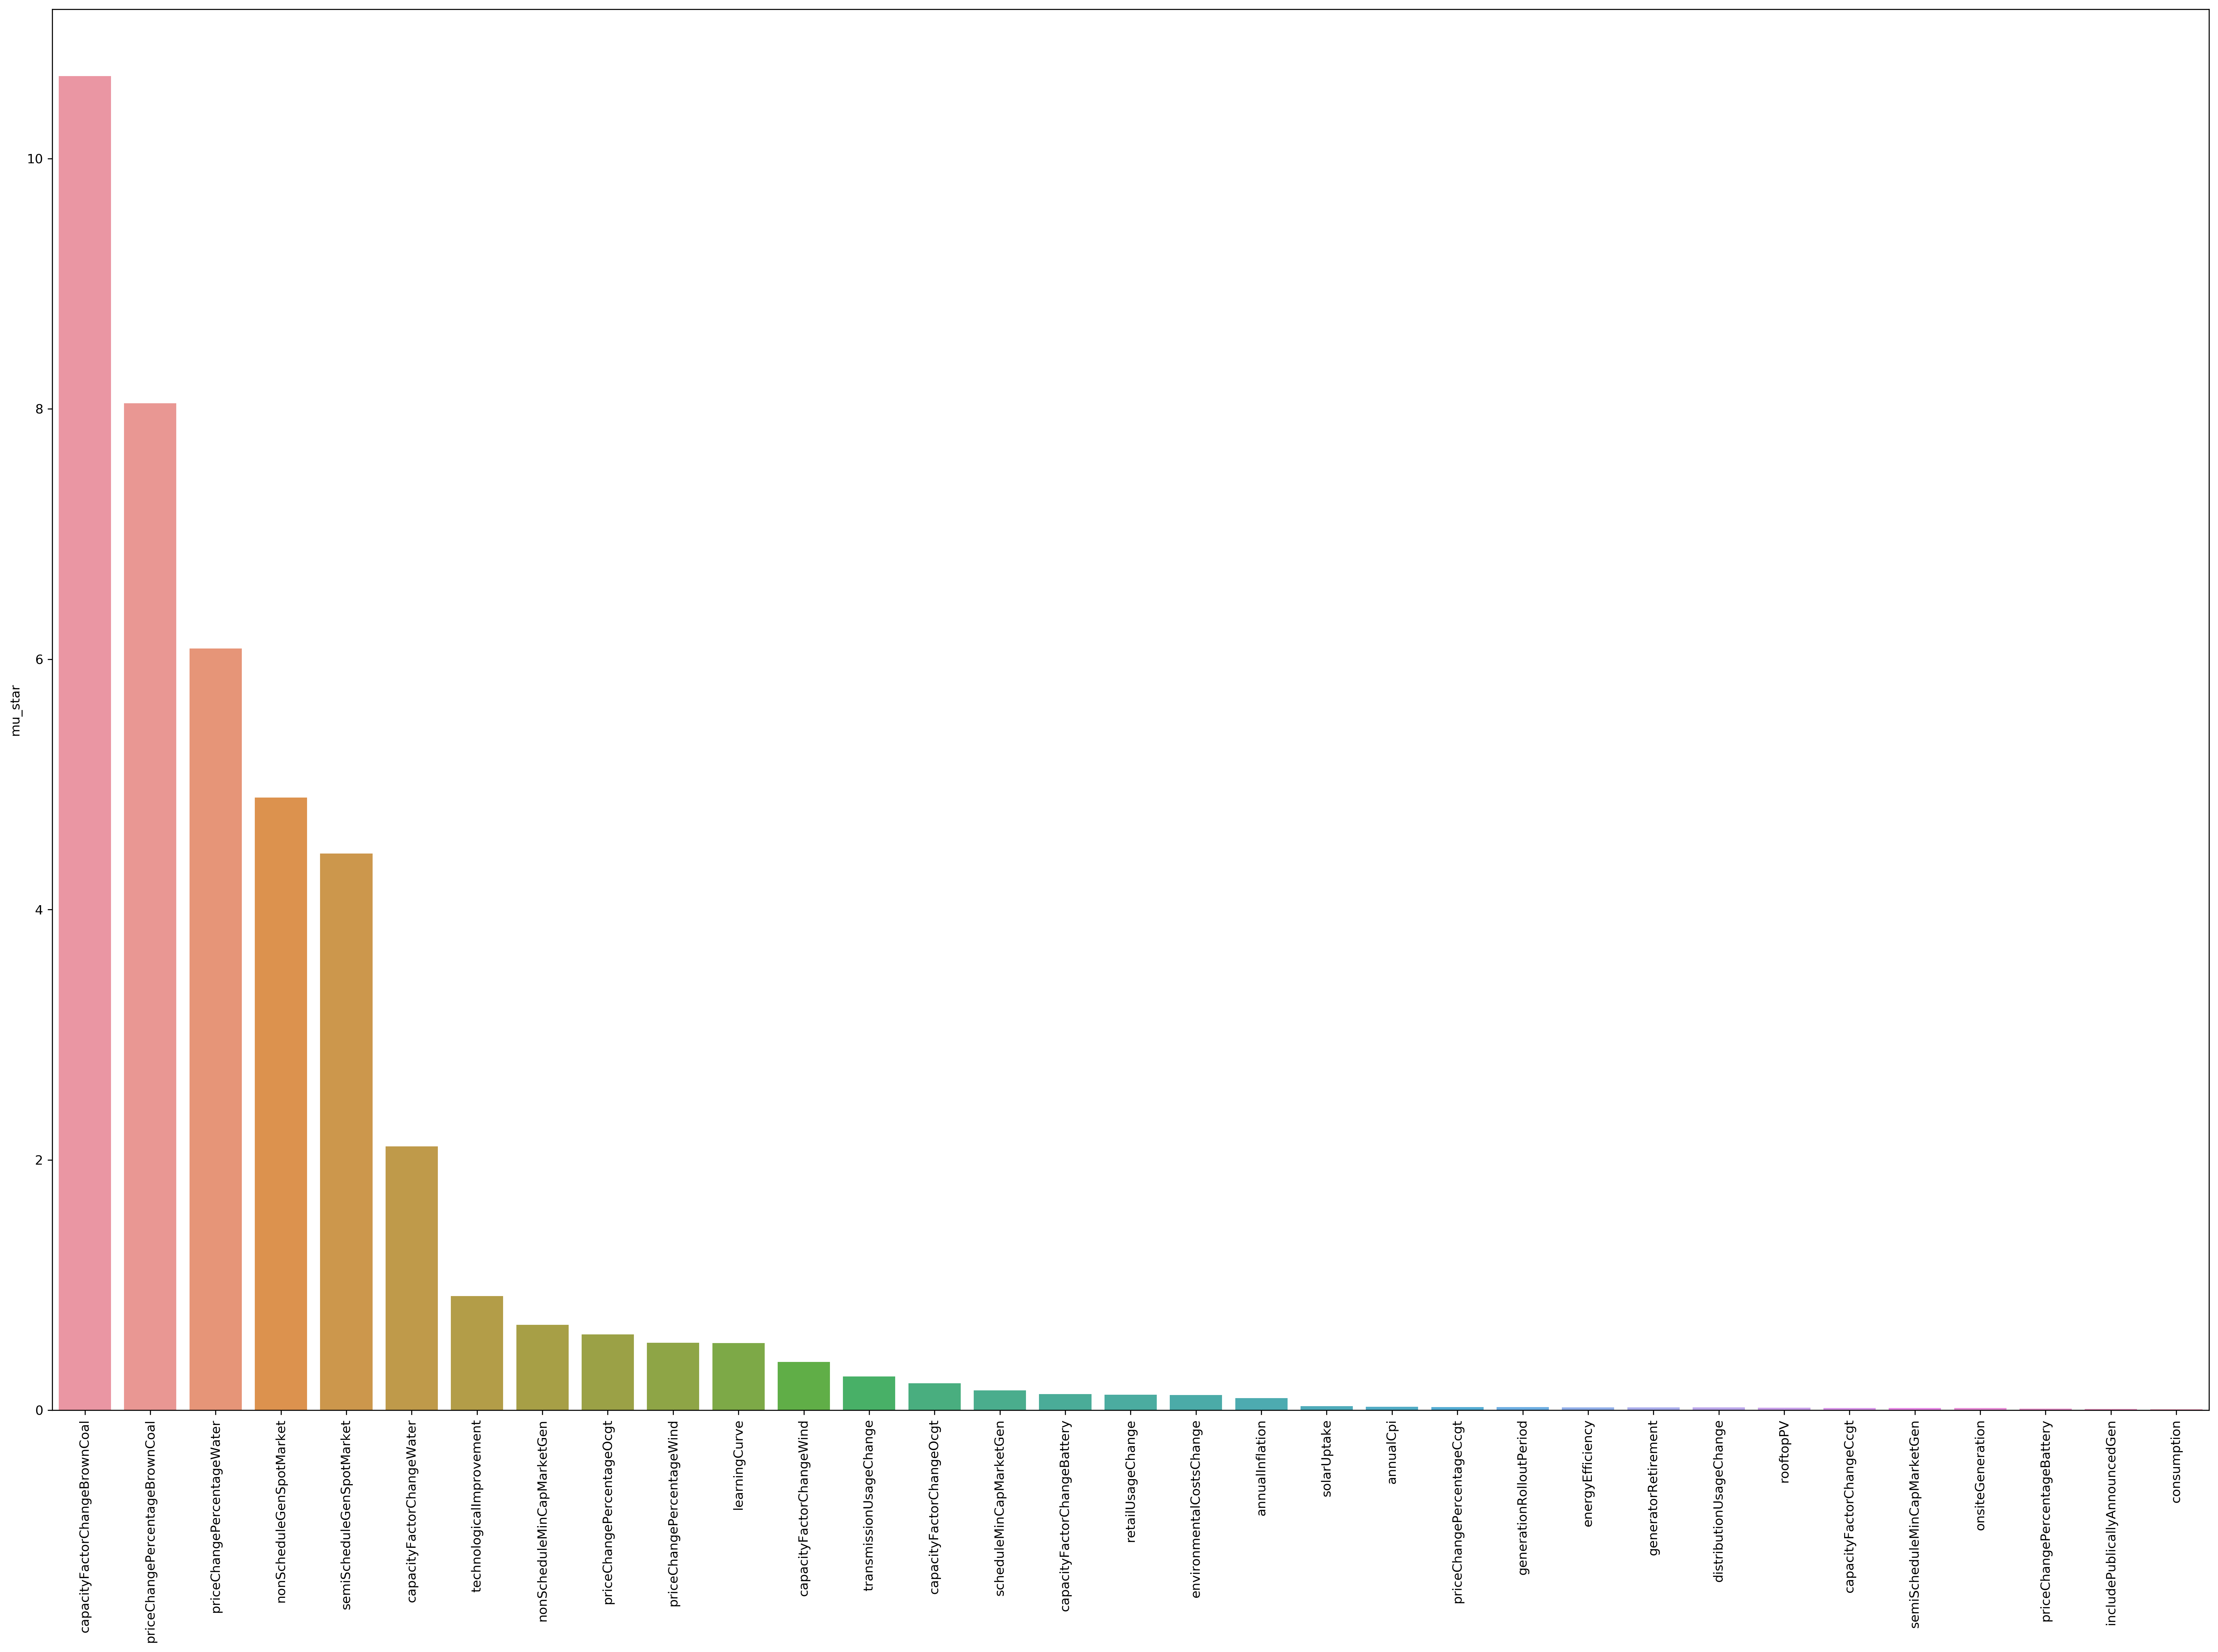 mu_star
10
8
6
4
2
0
capacityFactorChangeBrownCoal
priceChangePercentageBrownCoal
priceChangePercentageWater
nonScheduleGenSpotMarket
semiScheduleGenSpotMarket
capacityFactorChangeWater
technologicalImprovement
nonScheduleMinCapMarketGen
priceChangePercentageOcgt
priceChangePercentageWind
learningCurve
capacityFactorChangeWind
transmissionUsageChange
capacityFactorChangeOcgt
scheduleMinCapMarketGen
capacityFactorChangeBattery
retailUsageChange
environmentalCostsChange
annualInflation
solarUptake
annualCpi
priceChangePercentageCcgt
generationRolloutPeriod
energyEfficiency
generatorRetirement
distributionUsageChange
rooftopPV
capacityFactorChangeCcgt
semiScheduleMinCapMarketGen
onsiteGeneration
priceChangePercentageBattery
includePublicallyAnnouncedGen
consumption